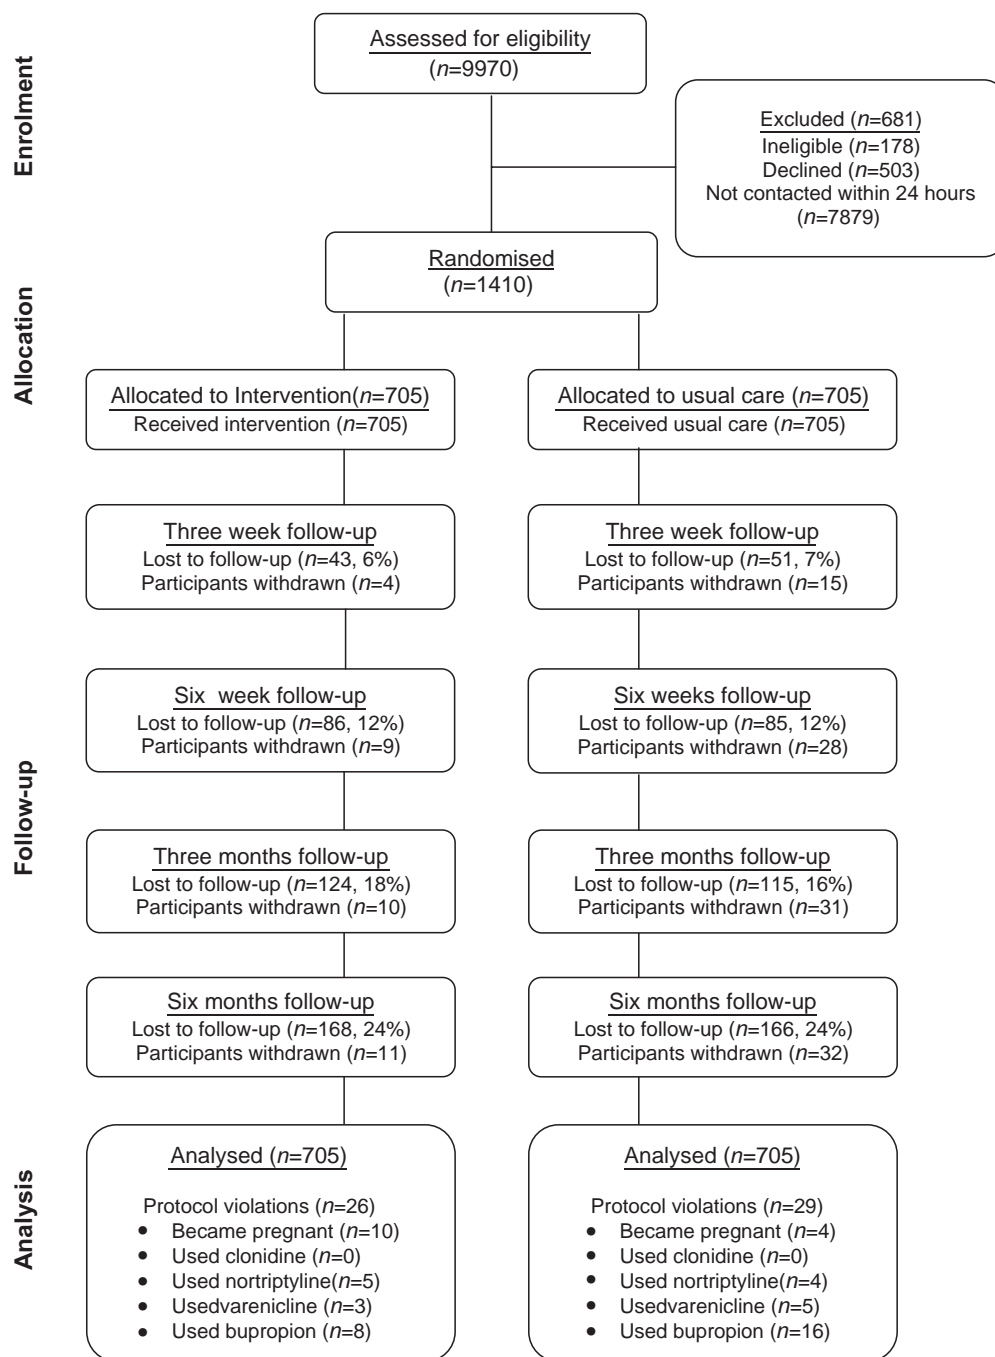 Enrolment
Assessed for eligibility
(n=9970)
Excluded (n=681)
Ineligible (n=178)
Declined (n=503)
Not contacted within 24 hours
(n=7879)
Randomised
(n=1410)
Allocation
Allocated to Intervention(n=705)
Received intervention (n=705)
Allocated to usual care (n=705)
Received usual care (n=705)
Follow-up
Three week follow-up
Lost to follow-up (n=43, 6%)
Participants withdrawn (n=4)
Three week follow-up
Lost to follow-up (n=51, 7%)
Participants withdrawn (n=15)
Six week follow-up
Lost to follow-up (n=86, 12%)
Participants withdrawn (n=9)
Six weeks follow-up
Lost to follow-up (n=85, 12%)
Participants withdrawn (n=28)
Three months follow-up
Lost to follow-up (n=124, 18%)
Participants withdrawn (n=10)
Three months follow-up
Lost to follow-up (n=115, 16%)
Participants withdrawn (n=31)
Six months follow-up
Lost to follow-up (n=168, 24%)
Participants withdrawn (n=11)
Six months follow-up
Lost to follow-up (n=166, 24%)
Participants withdrawn (n=32)
Analysis
Analysed (n=705)
Protocol violations (n=26)
• Became pregnant (n=10)
• Used clonidine (n=0)
• Used nortriptyline(n=5)
• Usedvarenicline (n=3)
• Used bupropion (n=8)
Analysed (n=705)
Protocol violations (n=29)
• Became pregnant (n=4)
• Used clonidine (n=0)
• Used nortriptyline(n=4)
• Usedvarenicline (n=5)
• Used bupropion (n=16)